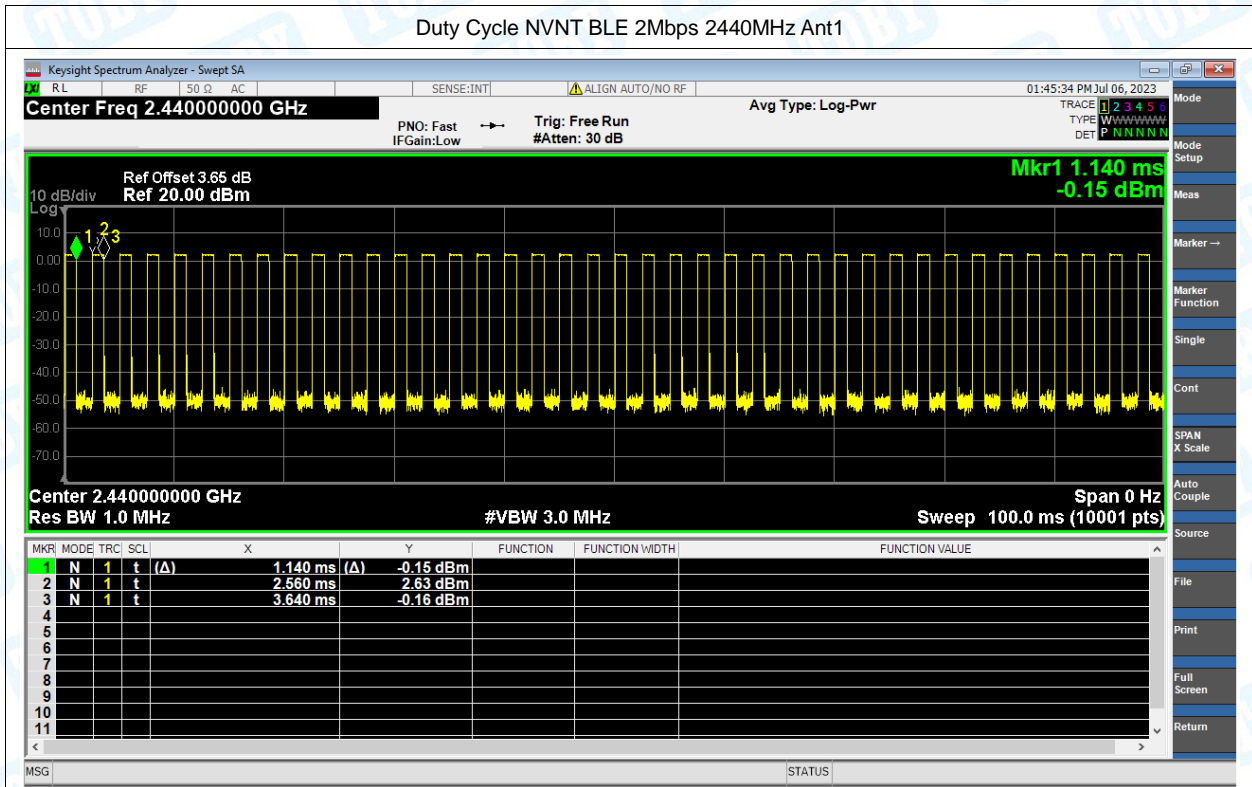 Duty Cycle NVNT BLE 2Mbps 2440MHz Ant1
Keysight Spectrum Analyzer - Swept SA
LXI RL RF 50 Ω AC SENSE:INT ALIGN AUTO/NO RF 01:45:34 PM Jul 06, 2023
Center Freq 2.440000000 GHz Avg Type: Log-Pwr TRACE 1 2 3 4 5 6
PNO: Fast Trig: Free Run TYPE WWWWWW
IFGain:Low #Atten: 30 dB DET P N N N N N
Mkr1 1.140 ms
-0.15 dBm
Ref Offset 3.65 dB
10 dB/div Ref 20.00 dBm
Log
10.0
0.00
-10.0
-20.0
-30.0
-40.0
-50.0
-60.0
-70.0
1 2 3
Center 2.440000000 GHz Span 0 Hz
Res BW 1.0 MHz #VBW 3.0 MHz Sweep 100.0 ms (10001 pts)
MKR MODE TRC SCL X Y FUNCTION FUNCTION WIDTH FUNCTION VALUE
1 N 1 t (Δ) 1.140 ms (Δ) -0.15 dBm
2 N 1 t 2.560 ms 2.63 dBm
3 N 1 t 3.640 ms -0.16 dBm
4
5
6
7
8
9
10
11
MSG STATUS
Mode
Mode
Setup
Meas
Marker→
Marker
Function
Single
Cont
SPAN
X Scale
Auto
Couple
Source
File
Print
Full
Screen
Return
TOBY